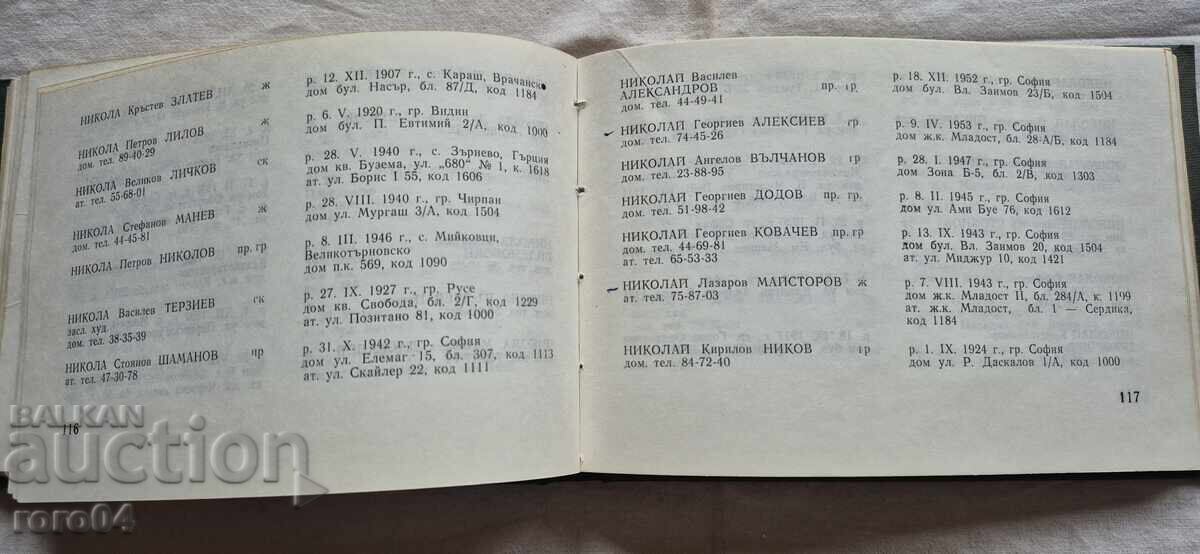 НИКОЛА Кръстев ЗЛАТЕВ ж
р. 12. XII. 1907 г., с. Караш, Врачанско
дом бул. Насър, бл. 87/Д, код 1184
НИКОЛА Петров ЛИЛОВ ж
дом. тел. 89-40-29
р. 6. V. 1920 г., гр. Видин
дом бул. П. Евтимий 2/А, код 1000
НИКОЛА Великов ЛИЧКОВ ск
ат. тел. 55-68-01
р. 28. V. 1940 г., с. Зърнево, Гърция
дом кв. Бузема, ул. „680" № 1, к. 1618
ат. ул. Борис I 55, код 1606
НИКОЛА Стефанов МАНЕВ ж
дом. тел. 44-45-81
р. 28. VIII. 1940 г., гр. Чирпан
дом ул. Мургаш 3/А, код 1504
НИКОЛА Петров НИКОЛОВ пр. гр
р. 8. III. 1946 г., с. Мийковци,
Великотърновско
дом п.к. 569, код 1090
НИКОЛА Василев ТЕРЗИЕВ ск
засл. худ.
дом. тел. 38-35-39
р. 27. IX. 1927 г., гр. Русе
дом кв. Свобода, бл. 2/Г, код 1229
ат. ул. Позитано 81, код 1000
НИКОЛА Стоянов ШАМАНОВ пр
ат. тел. 47-30-78
р. 31. X. 1942 г., гр. София
дом ул. Елемаг 15, бл. 307, код 1113
ат. ул. Скайлер 22, код 1111
116
НИКОЛАЙ Василев
АЛЕКСАНДРОВ пр. гр.
дом. тел. 44-49-41
р. 18. XII. 1952 г., гр. София
дом бул. Вл. Заимов 23/Б, код 1504
НИКОЛАЙ Георгиев АЛЕКСИЕВ гр
дом. тел. 74-45-26
р. 9. IV. 1953 г., гр. София
дом ж.к. Младост, бл. 28-А/Б, код 1184
НИКОЛАЙ Ангелов ВЪЛЧАНОВ гр
дом. тел. 23-88-95
р. 28. I. 1947 г., гр. София
дом Зона Б-5, бл. 2/В, код 1303
НИКОЛАЙ Георгиев ДОДОВ пр. гр
дом. тел. 51-98-42
р. 8. II. 1945 г., гр. София
дом ул. Ами Буе 76, код 1612
НИКОЛАЙ Георгиев КОВАЧЕВ пр. гр
дом. тел. 44-69-81
ат. тел. 65-53-33
р. 13. IX. 1943 г., гр. София
дом бул. Вл. Заимов 20, код 1504
ат. ул. Миджур 10, код 1421
НИКОЛАЙ Лазаров МАЙСТОРОВ ж
ат. тел. 75-87-03
р. 7. VIII. 1943 г., гр. София
дом ж.к. Младост II, бл. 284/А, к. 1199
ат. ж.к. Младост, бл. 1 — Сердика,
код 1184
НИКОЛАЙ Кирилов НИКОВ гр
дом. тел. 84-72-40
р. 1. IX. 1924 г., гр. София
дом ул. Р. Даскалов 1/А, код 1000
117
BALKAN
auction
roro04